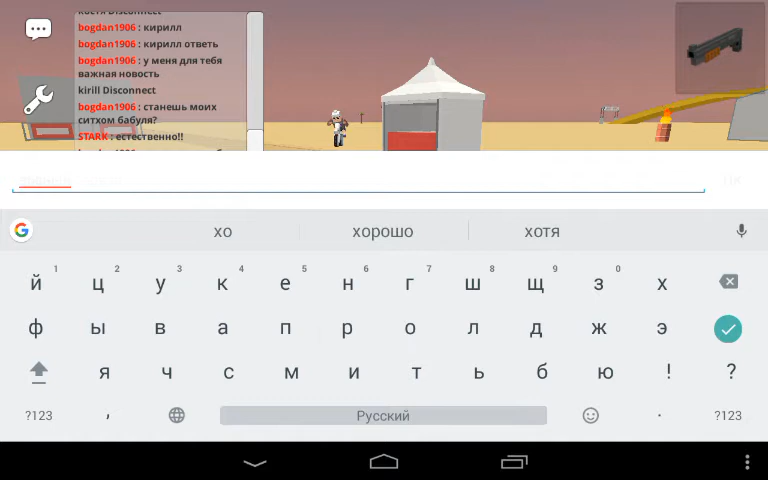 bogdan1906 : кирилл
bogdan1906 : кирилл ответь
bogdan1906 : у меня для тебя
важная новость
kirill Disconnect
bogdan1906 : станешь моих
ситхом бабуля?
STARK : естественно!!
хо хорошо хотя
й 1 ц 2 у 3 к 4 е 5 н 6 г 7 ш 8 щ 9 з 0 х
ф ы в а п р о л д ж э
я ч с м и т ь б ю ! ?
?123 , Русский . ?123